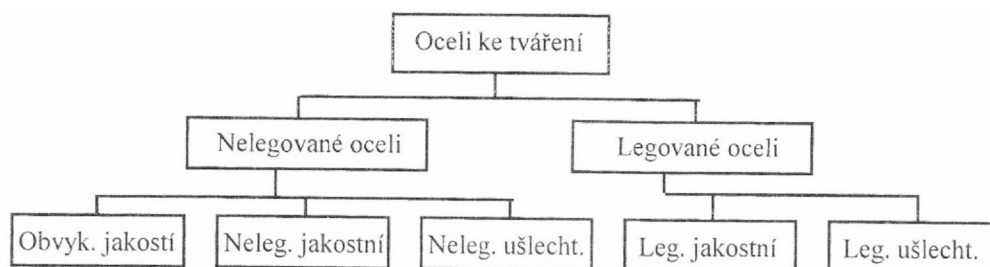 Oceli ke tváření
Nelegované oceli
Legované oceli
Obvyk. jakostí
Neleg. jakostní
Neleg. ušlecht.
Leg. jakostní
Leg. ušlecht.